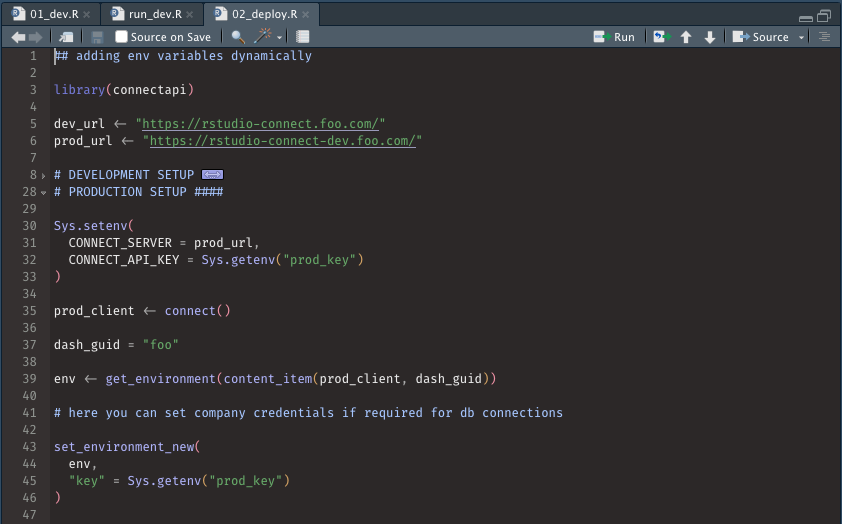 01_dev.R
run_dev.R
02_deploy.R
Source on Save
Run
Source
1 ## adding env variables dynamically
2
3 library(connectapi)
4
5 dev_url <- "https://rstudio-connect.foo.com/"
6 prod_url <- "https://rstudio-connect-dev.foo.com/"
7
8 # DEVELOPMENT SETUP
28 # PRODUCTION SETUP ####
29
30 Sys.setenv(
31   CONNECT_SERVER = prod_url,
32   CONNECT_API_KEY = Sys.getenv("prod_key")
33 )
34
35 prod_client <- connect()
36
37 dash_guid = "foo"
38
39 env <- get_environment(content_item(prod_client, dash_guid))
40
41 # here you can set company credentials if required for db connections
42
43 set_environment_new(
44   env,
45   "key" = Sys.getenv("prod_key")
46 )
47